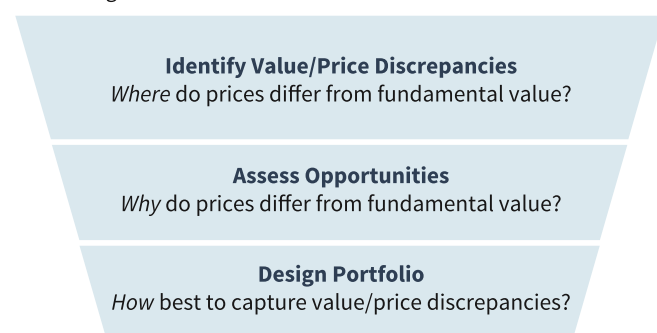 Identify Value/Price Discrepancies
Where do prices differ from fundamental value?
Assess Opportunities
Why do prices differ from fundamental value?
Design Portfolio
How best to capture value/price discrepancies?